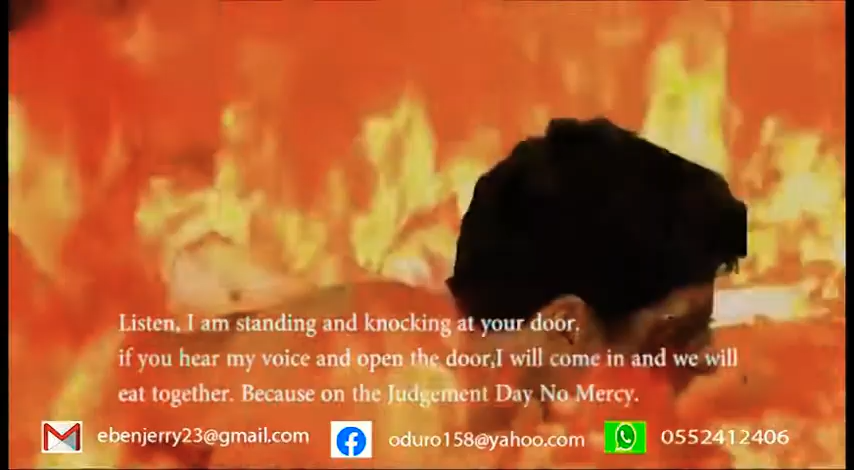 Listen, I am standing and knocking at your door.
if you hear my voice and open the door,I will come in and we will
eat together. Because on the Judgement Day No Mercy.
ebenjerry23@gmail.com oduro158@yahoo.com 0552412406